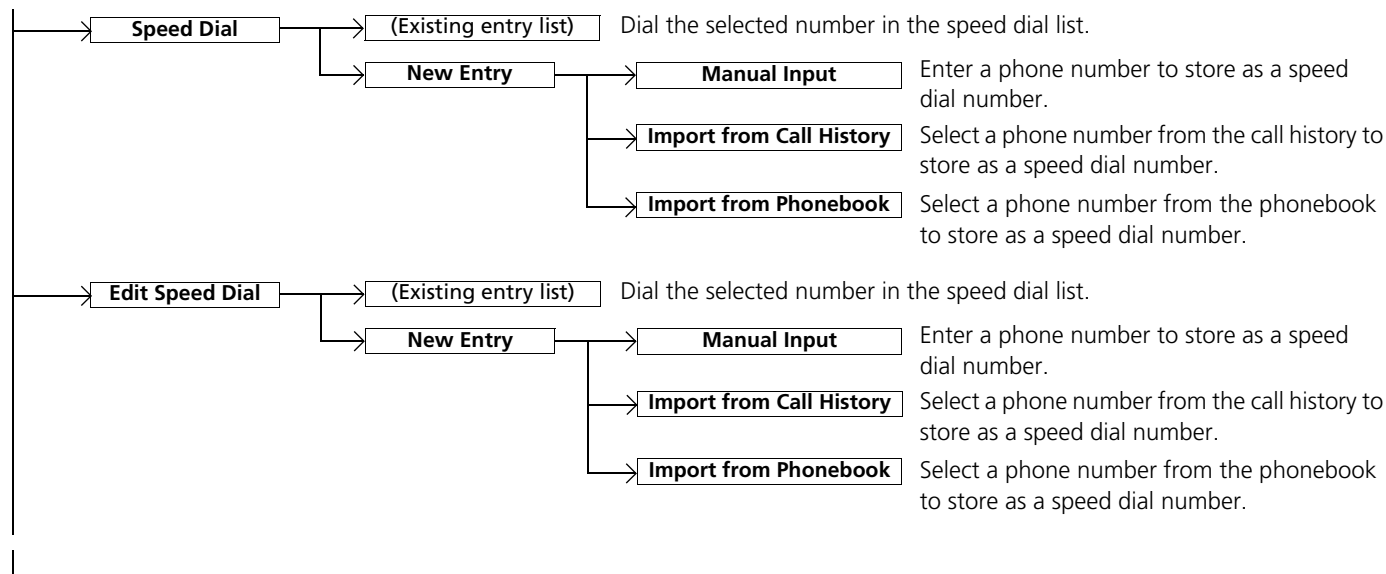 Speed Dial (Existing entry list) Dial the selected number in the speed dial list.
New Entry Manual Input Enter a phone number to store as a speed
dial number.
Import from Call History Select a phone number from the call history to
store as a speed dial number.
Import from Phonebook Select a phone number from the phonebook
to store as a speed dial number.
Edit Speed Dial (Existing entry list) Dial the selected number in the speed dial list.
New Entry Manual Input Enter a phone number to store as a speed
dial number.
Import from Call History Select a phone number from the call history to
store as a speed dial number.
Import from Phonebook Select a phone number from the phonebook
to store as a speed dial number.